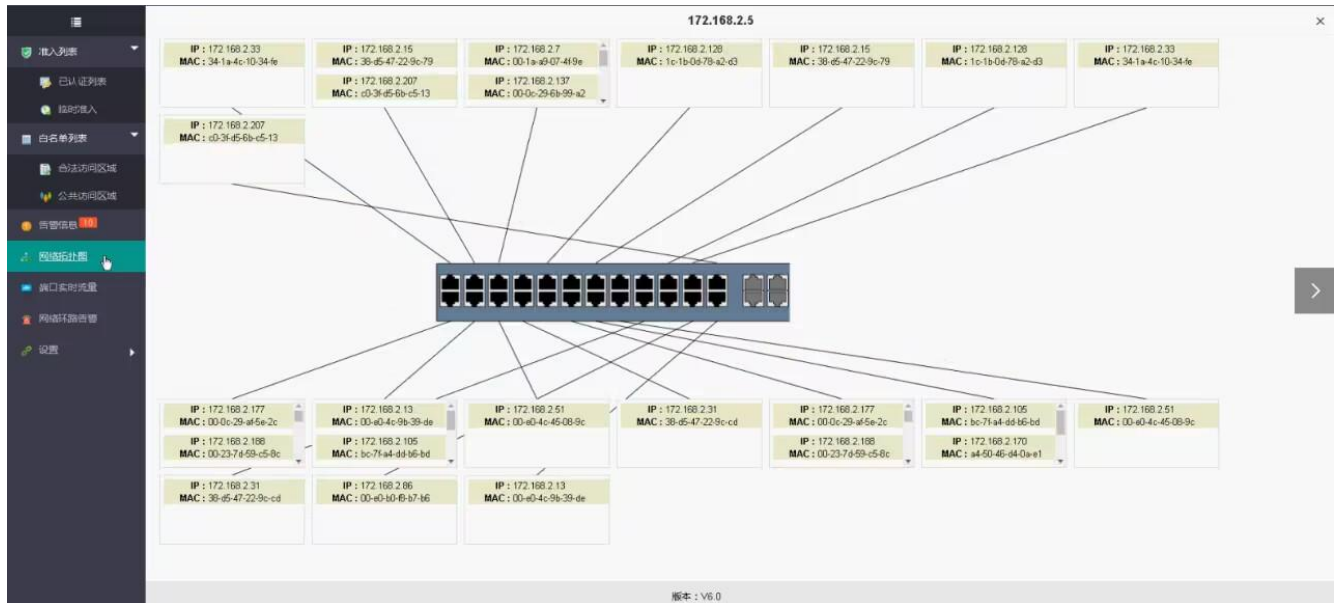 172.168.2.5
×
准入列表
已认证列表
临时准入
白名单列表
合法访问区域
公共访问区域
告警信息 10
网络拓扑图
端口实时流量
网络环路告警
设置
IP : 172.168.2.33
MAC : 34-1a-4c-10-34-fe
IP : 172.168.2.15
MAC : 38-d5-47-22-9c-79
IP : 172.168.2.207
MAC : c0-3f-d5-6b-c5-13
IP : 172.168.2.7
MAC : 00-1a-a9-07-4f-9e
IP : 172.168.2.137
MAC : 00-0c-29-6b-99-a2
IP : 172.168.2.128
MAC : 1c-1b-0d-78-a2-d3
IP : 172.168.2.15
MAC : 38-d5-47-22-9c-79
IP : 172.168.2.128
MAC : 1c-1b-0d-78-a2-d3
IP : 172.168.2.33
MAC : 34-1a-4c-10-34-fe
IP : 172.168.2.207
MAC : c0-3f-d5-6b-c5-13
IP : 172.168.2.177
MAC : 00-0c-29-af-5e-2c
IP : 172.168.2.188
MAC : 00-23-7d-59-c5-8c
IP : 172.168.2.13
MAC : 00-e0-4c-9b-39-de
IP : 172.168.2.105
MAC : bc-7f-a4-dd-b6-bd
IP : 172.168.2.51
MAC : 00-e0-4c-45-08-9c
IP : 172.168.2.31
MAC : 38-d5-47-22-9c-cd
IP : 172.168.2.177
MAC : 00-0c-29-af-5e-2c
IP : 172.168.2.188
MAC : 00-23-7d-59-c5-8c
IP : 172.168.2.105
MAC : bc-7f-a4-dd-b6-bd
IP : 172.168.2.170
MAC : a4-50-46-d4-0a-e1
IP : 172.168.2.51
MAC : 00-e0-4c-45-08-9c
IP : 172.168.2.31
MAC : 38-d5-47-22-9c-cd
IP : 172.168.2.86
MAC : 00-e0-b0-f8-b7-b6
IP : 172.168.2.13
MAC : 00-e0-4c-9b-39-de
版本 : V6.0